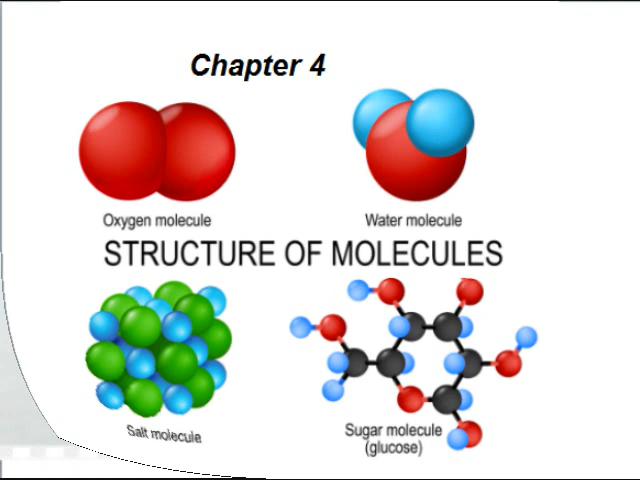 Chapter 4
Oxygen molecule
Water molecule
STRUCTURE OF MOLECULES
Salt molecule
Sugar molecule
(glucose)